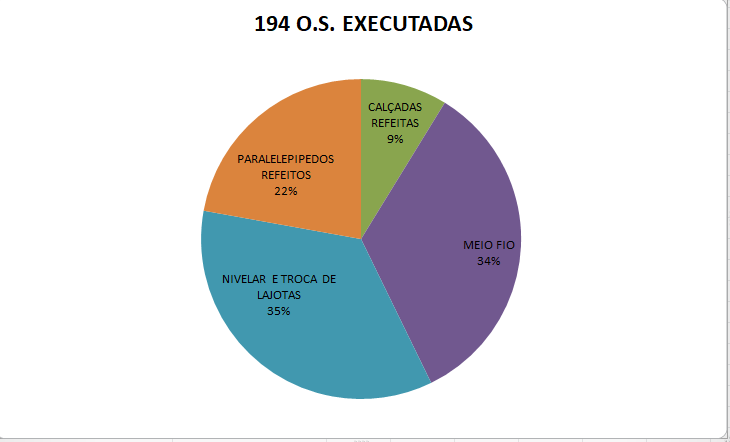 194 O.S. EXECUTADAS
CALÇADAS
REFEITAS
9%
PARALELEPIPEDOS
REFEITOS
22%
MEIO FIO
34%
NIVELAR E TROCA DE
LAJOTAS
35%